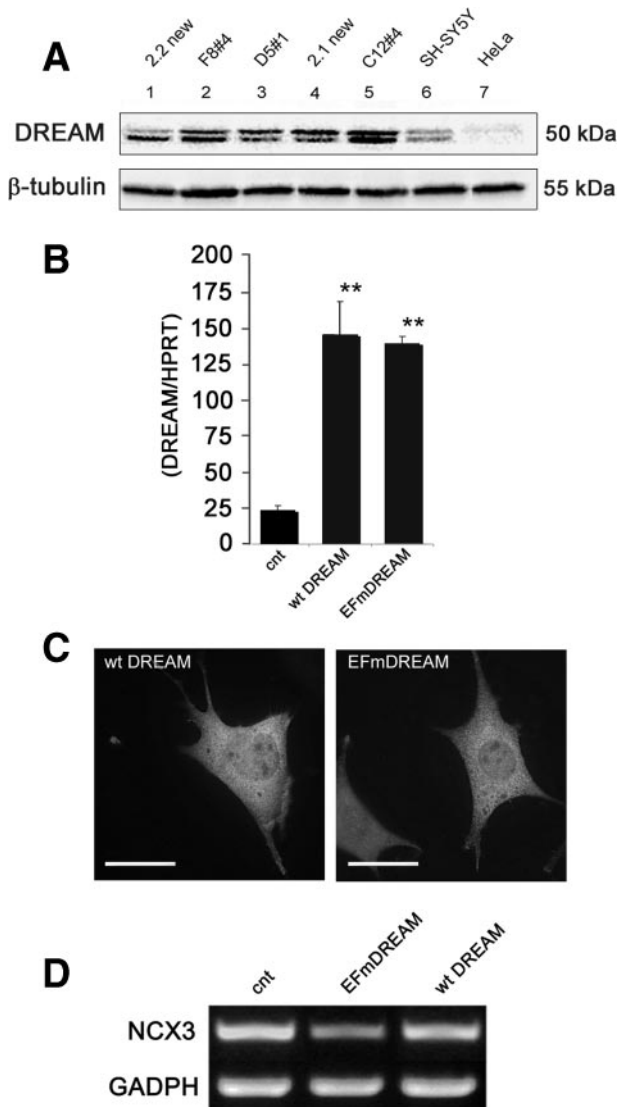 A
2.2 new F8#4 D5#1 2.1 new C12#4 SH-SY5Y HeLa
1 2 3 4 5 6 7
DREAM 50 kDa
β-tubulin 55 kDa
B
(DREAM/HPRT)
200
175
150
125
100
75
50
25
0
** **
cnt wt DREAM EFmDREAM
C
wt DREAM EFmDREAM
D
cnt EFmDREAM wt DREAM
NCX3
GADPH